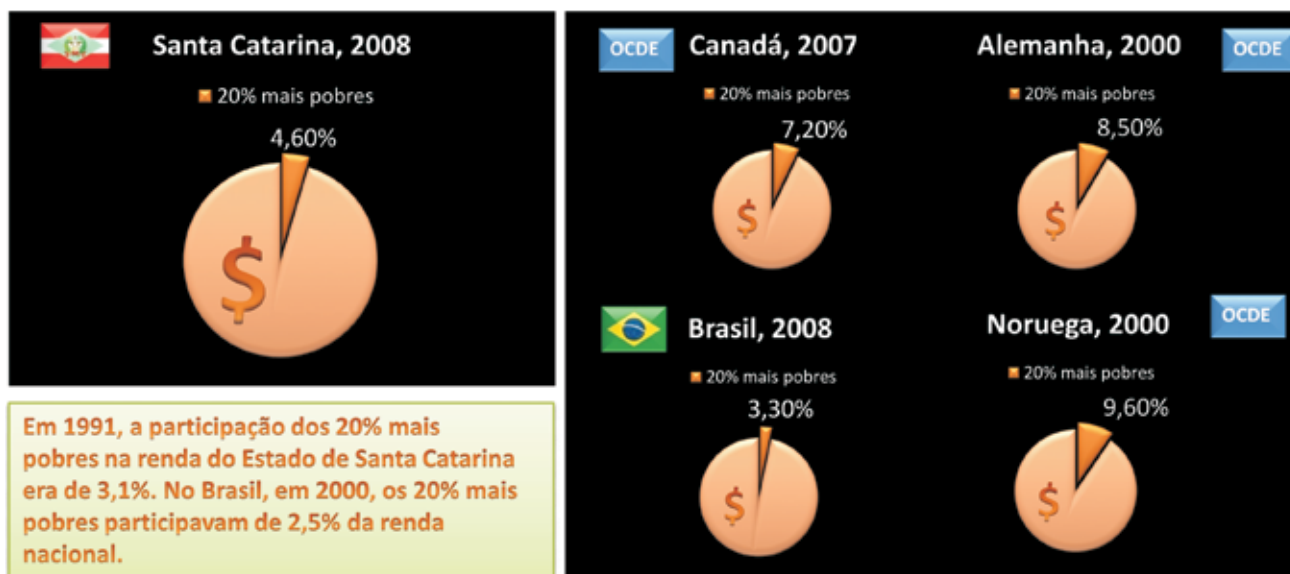 Santa Catarina, 2008
20% mais pobres
4,60%
$
Em 1991, a participação dos 20% mais
pobres na renda do Estado de Santa Catarina
era de 3,1%. No Brasil, em 2000, os 20% mais
pobres participavam de 2,5% da renda
nacional.
OCDE
Canadá, 2007
20% mais pobres
7,20%
$
Alemanha, 2000
OCDE
20% mais pobres
8,50%
$
Brasil, 2008
20% mais pobres
3,30%
$
Noruega, 2000
OCDE
20% mais pobres
9,60%
$